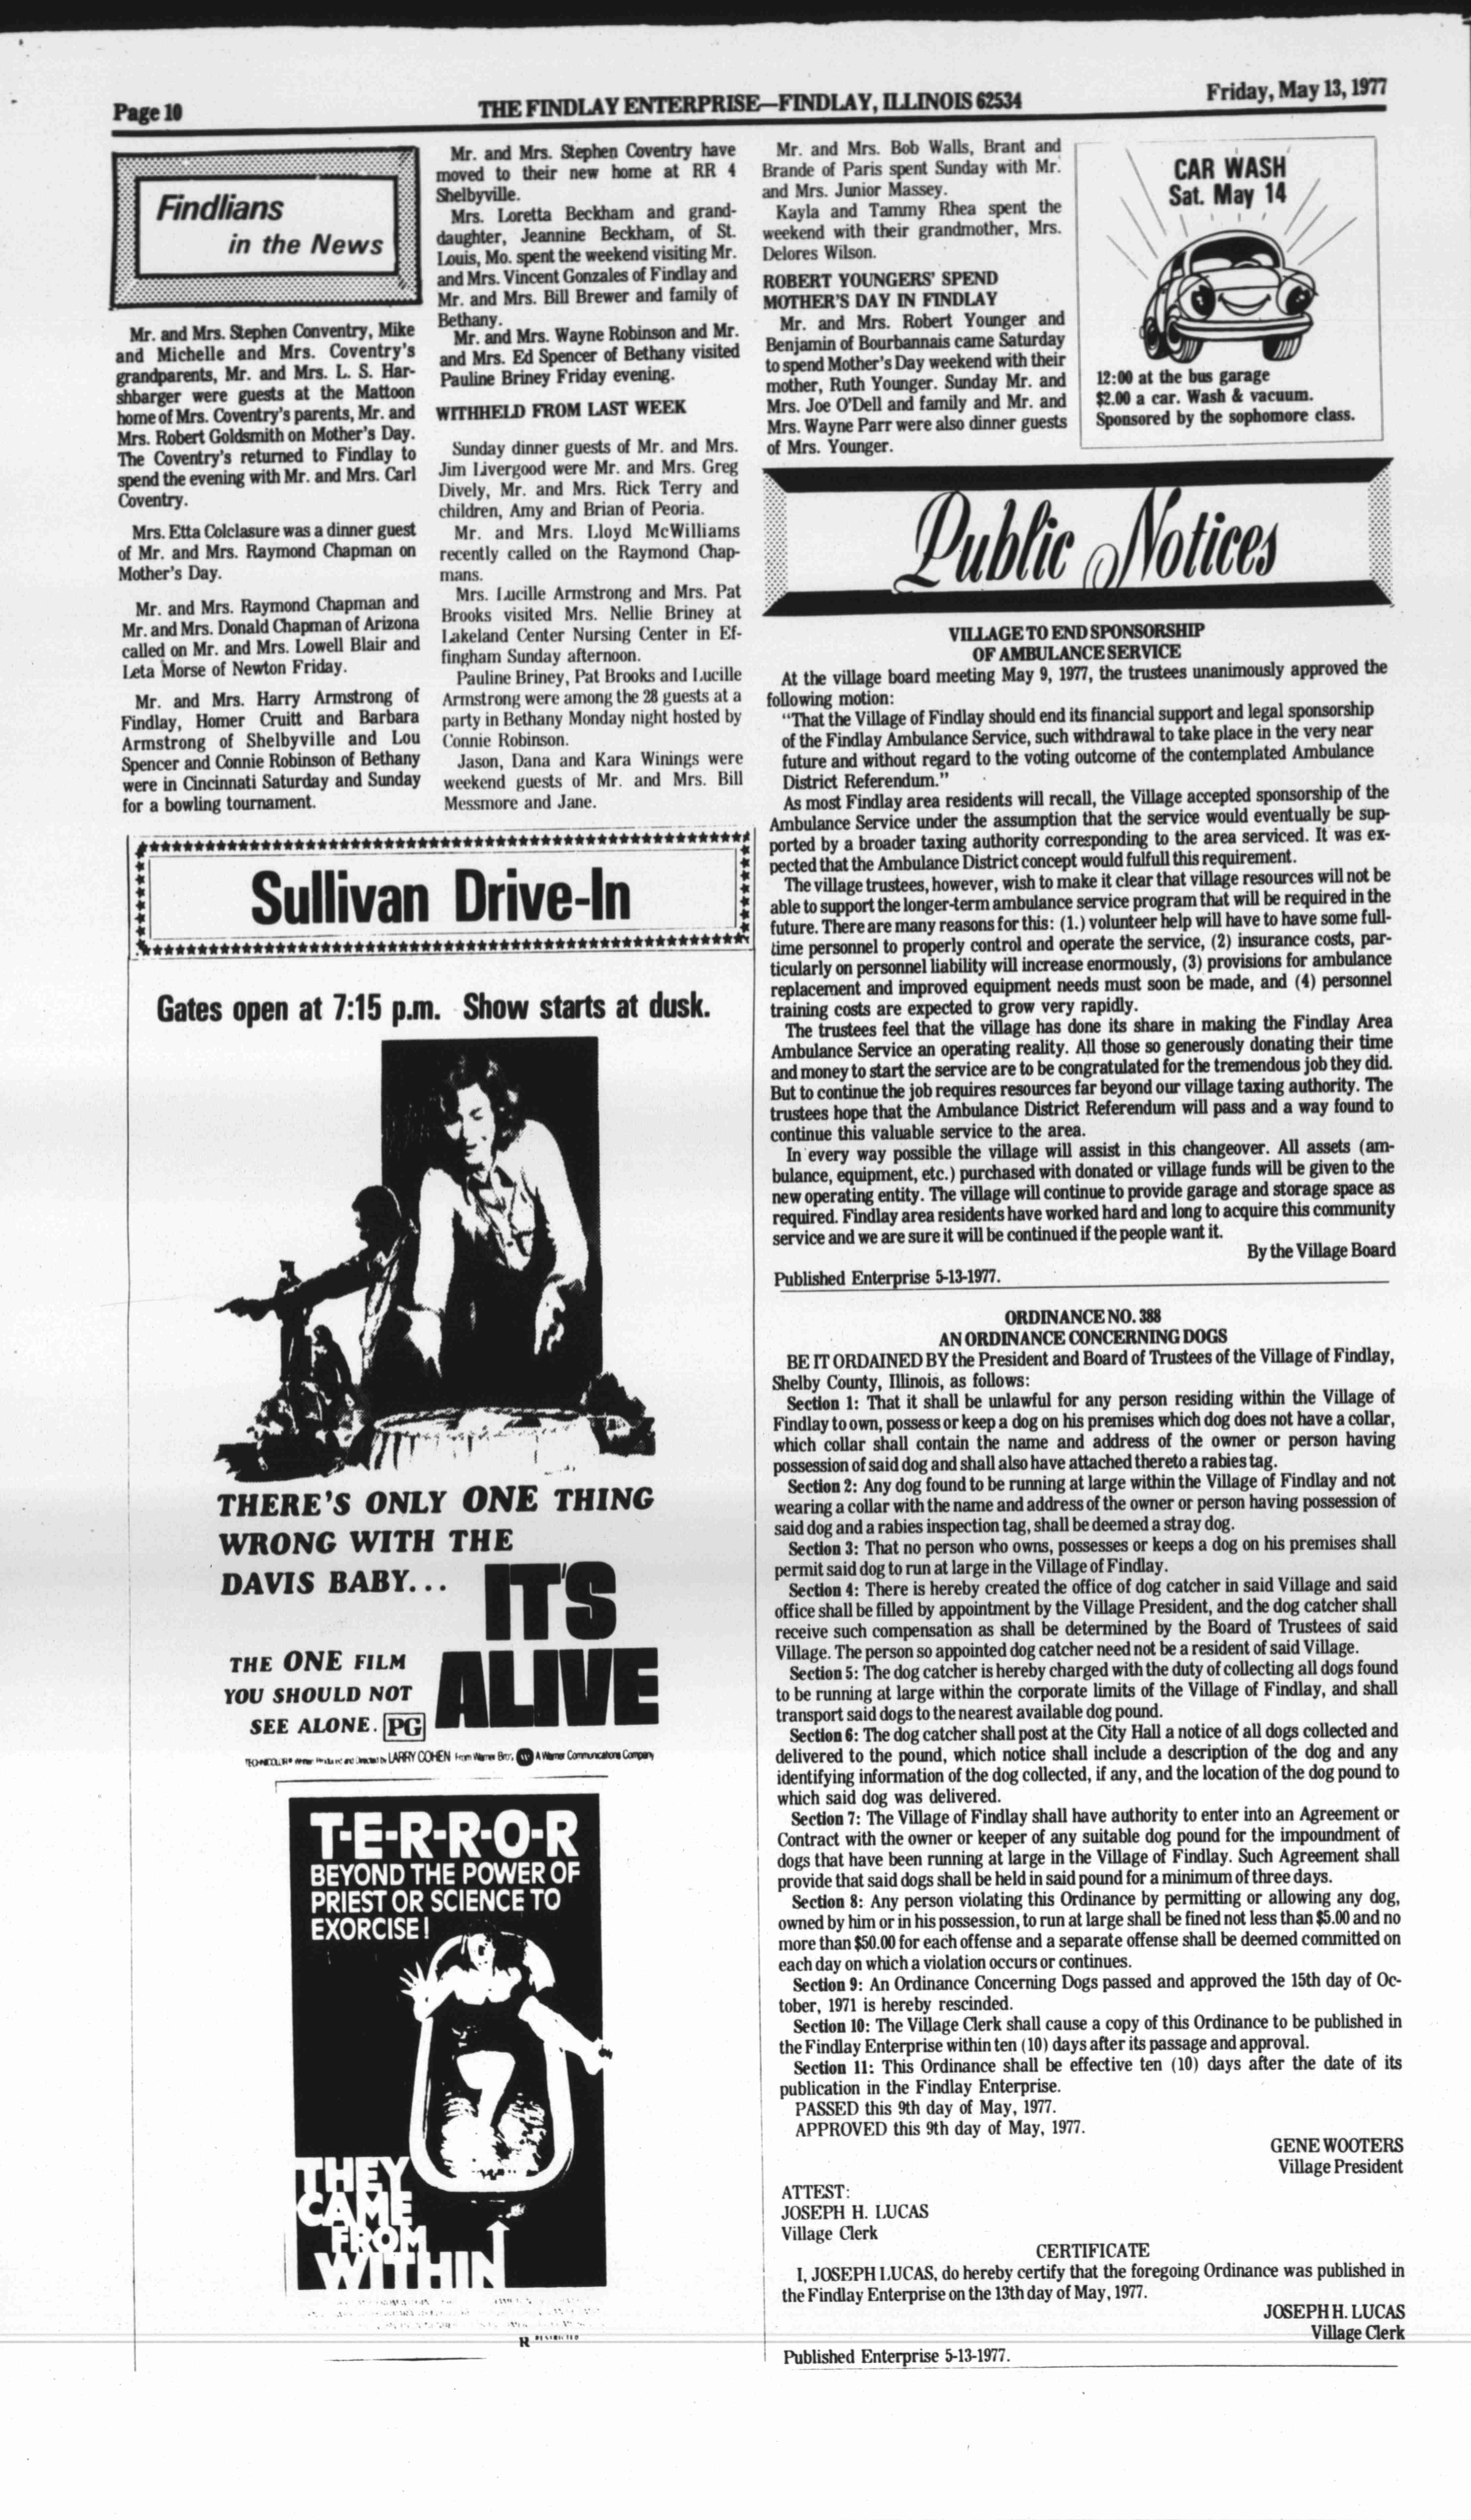 Page 10
THE FINDLAY ENTERPRISE—FINDLAY, ILLINOIS 62534
Friday, May 13, 1977
Findlians
in the News
Mr. and Mrs. Stephen Conventry, Mike
and Michelle and Mrs. Coventry's
grandparents, Mr. and Mrs. L. S. Har-
shbarger were guests at the Mattoon
home of Mrs. Coventry's parents, Mr. and
Mrs. Robert Goldsmith on Mother's Day.
The Coventry's returned to Findlay to
spend the evening with Mr. and Mrs. Carl
Coventry.
Mrs. Etta Colclasure was a dinner guest
of Mr. and Mrs. Raymond Chapman on
Mother's Day.
Mr. and Mrs. Raymond Chapman and
Mr. and Mrs. Donald Chapman of Arizona
called on Mr. and Mrs. Lowell Blair and
Leta Morse of Newton Friday.
Mr. and Mrs. Harry Armstrong of
Findlay, Homer Cruitt and Barbara
Armstrong of Shelbyville and Lou
Spencer and Connie Robinson of Bethany
were in Cincinnati Saturday and Sunday
for a bowling tournament.
Mr. and Mrs. Stephen Coventry have
moved to their new home at RR 4
Shelbyville.
Mrs. Loretta Beckham and grand-
daughter, Jeannine Beckham, of St.
Louis, Mo. spent the weekend visiting Mr.
and Mrs. Vincent Gonzales of Findlay and
Mr. and Mrs. Bill Brewer and family of
Bethany.
Mr. and Mrs. Wayne Robinson and Mr.
and Mrs. Ed Spencer of Bethany visited
Pauline Briney Friday evening.
WITHHELD FROM LAST WEEK
Sunday dinner guests of Mr. and Mrs.
Jim Livergood were Mr. and Mrs. Greg
Dively, Mr. and Mrs. Rick Terry and
children, Amy and Brian of Peoria.
Mr. and Mrs. Lloyd McWilliams
recently called on the Raymond Chap-
mans.
Mrs. Lucille Armstrong and Mrs. Pat
Brooks visited Mrs. Nellie Briney at
Lakeland Center Nursing Center in Ef-
fingham Sunday afternoon.
Pauline Briney, Pat Brooks and Lucille
Armstrong were among the 28 guests at a
party in Bethany Monday night hosted by
Connie Robinson.
Jason, Dana and Kara Winings were
weekend guests of Mr. and Mrs. Bill
Messmore and Jane.
Mr. and Mrs. Bob Walls, Brant and
Brande of Paris spent Sunday with Mr.
and Mrs. Junior Massey.
Kayla and Tammy Rhea spent the
weekend with their grandmother, Mrs.
Delores Wilson.
ROBERT YOUNGERS' SPEND
MOTHER'S DAY IN FINDLAY
Mr. and Mrs. Robert Younger and
Benjamin of Bourbannais came Saturday
to spend Mother's Day weekend with their
mother, Ruth Younger. Sunday Mr. and
Mrs. Joe O'Dell and family and Mr. and
Mrs. Wayne Parr were also dinner guests
of Mrs. Younger.
CAR WASH
Sat. May 14
12:00 at the bus garage
$2.00 a car. Wash & vacuum.
Sponsored by the sophomore class.
Sullivan Drive-In
Gates open at 7:15 p.m. Show starts at dusk.
THERE'S ONLY ONE THING
WRONG WITH THE
DAVIS BABY...
IT'S
ALIVE
THE ONE FILM
YOU SHOULD NOT
SEE ALONE. PG
TECHNICOLOR® Written Produced and Directed by LARRY COHEN From Warner Bros. A Warner Communications Company
T-E-R-R-O-R
BEYOND THE POWER OF
PRIEST OR SCIENCE TO
EXORCISE!
THEY
CAME
FROM
WITHIN
R RESTRICTED
Public Notices
VILLAGE TO END SPONSORSHIP
OF AMBULANCE SERVICE
At the village board meeting May 9, 1977, the trustees unanimously approved the
following motion:
"That the Village of Findlay should end its financial support and legal sponsorship
of the Findlay Ambulance Service, such withdrawal to take place in the very near
future and without regard to the voting outcome of the contemplated Ambulance
District Referendum."
As most Findlay area residents will recall, the Village accepted sponsorship of the
Ambulance Service under the assumption that the service would eventually be sup-
ported by a broader taxing authority corresponding to the area serviced. It was ex-
pected that the Ambulance District concept would fulfull this requirement.
The village trustees, however, wish to make it clear that village resources will not be
able to support the longer-term ambulance service program that will be required in the
future. There are many reasons for this: (1.) volunteer help will have to have some full-
time personnel to properly control and operate the service, (2) insurance costs, par-
ticularly on personnel liability will increase enormously, (3) provisions for ambulance
replacement and improved equipment needs must soon be made, and (4) personnel
training costs are expected to grow very rapidly.
The trustees feel that the village has done its share in making the Findlay Area
Ambulance Service an operating reality. All those so generously donating their time
and money to start the service are to be congratulated for the tremendous job they did.
But to continue the job requires resources far beyond our village taxing authority. The
trustees hope that the Ambulance District Referendum will pass and a way found to
continue this valuable service to the area.
In every way possible the village will assist in this changeover. All assets (am-
bulance, equipment, etc.) purchased with donated or village funds will be given to the
new operating entity. The village will continue to provide garage and storage space as
required. Findlay area residents have worked hard and long to acquire this community
service and we are sure it will be continued if the people want it.
By the Village Board
Published Enterprise 5-13-1977.
ORDINANCE NO. 388
AN ORDINANCE CONCERNING DOGS
BE IT ORDAINED BY the President and Board of Trustees of the Village of Findlay,
Shelby County, Illinois, as follows:
Section 1: That it shall be unlawful for any person residing within the Village of
Findlay to own, possess or keep a dog on his premises which dog does not have a collar,
which collar shall contain the name and address of the owner or person having
possession of said dog and shall also have attached thereto a rabies tag.
Section 2: Any dog found to be running at large within the Village of Findlay and not
wearing a collar with the name and address of the owner or person having possession of
said dog and a rabies inspection tag, shall be deemed a stray dog.
Section 3: That no person who owns, possesses or keeps a dog on his premises shall
permit said dog to run at large in the Village of Findlay.
Section 4: There is hereby created the office of dog catcher in said Village and said
office shall be filled by appointment by the Village President, and the dog catcher shall
receive such compensation as shall be determined by the Board of Trustees of said
Village. The person so appointed dog catcher need not be a resident of said Village.
Section 5: The dog catcher is hereby charged with the duty of collecting all dogs found
to be running at large within the corporate limits of the Village of Findlay, and shall
transport said dogs to the nearest available dog pound.
Section 6: The dog catcher shall post at the City Hall a notice of all dogs collected and
delivered to the pound, which notice shall include a description of the dog and any
identifying information of the dog collected, if any, and the location of the dog pound to
which said dog was delivered.
Section 7: The Village of Findlay shall have authority to enter into an Agreement or
Contract with the owner or keeper of any suitable dog pound for the impoundment of
dogs that have been running at large in the Village of Findlay. Such Agreement shall
provide that said dogs shall be held in said pound for a minimum of three days.
Section 8: Any person violating this Ordinance by permitting or allowing any dog,
owned by him or in his possession, to run at large shall be fined not less than $5.00 and no
more than $50.00 for each offense and a separate offense shall be deemed committed on
each day on which a violation occurs or continues.
Section 9: An Ordinance Concerning Dogs passed and approved the 15th day of Oc-
tober, 1971 is hereby rescinded.
Section 10: The Village Clerk shall cause a copy of this Ordinance to be published in
the Findlay Enterprise within ten (10) days after its passage and approval.
Section 11: This Ordinance shall be effective ten (10) days after the date of its
publication in the Findlay Enterprise.
PASSED this 9th day of May, 1977.
APPROVED this 9th day of May, 1977.
GENE WOOTERS
Village President
ATTEST:
JOSEPH H. LUCAS
Village Clerk
CERTIFICATE
I, JOSEPH LUCAS, do hereby certify that the foregoing Ordinance was published in
the Findlay Enterprise on the 13th day of May, 1977.
JOSEPH H. LUCAS
Village Clerk
Published Enterprise 5-13-1977.